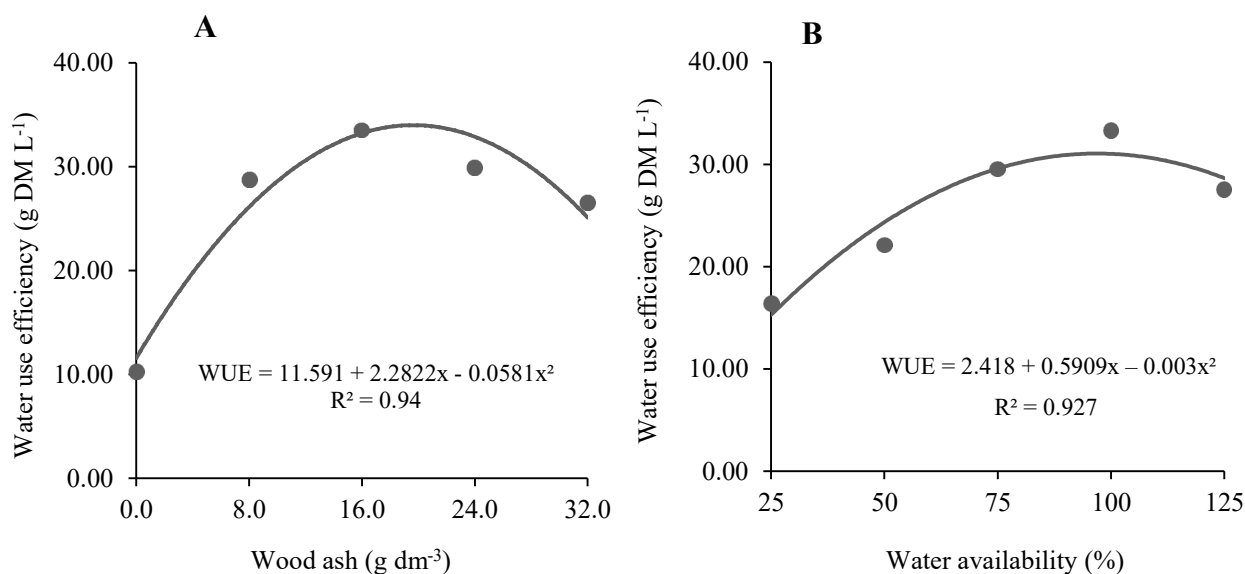 A
40.00
30.00
20.00
10.00
0.00
Water use efficiency (g DM L⁻¹)
WUE = 11.591 + 2.2822x - 0.0581x²
R² = 0.94
0.0 8.0 16.0 24.0 32.0
Wood ash (g dm⁻³)
B
40.00
30.00
20.00
10.00
0.00
Water use efficiency (g DM L⁻¹)
WUE = 2.418 + 0.5909x – 0.003x²
R² = 0.927
25 50 75 100 125
Water availability (%)